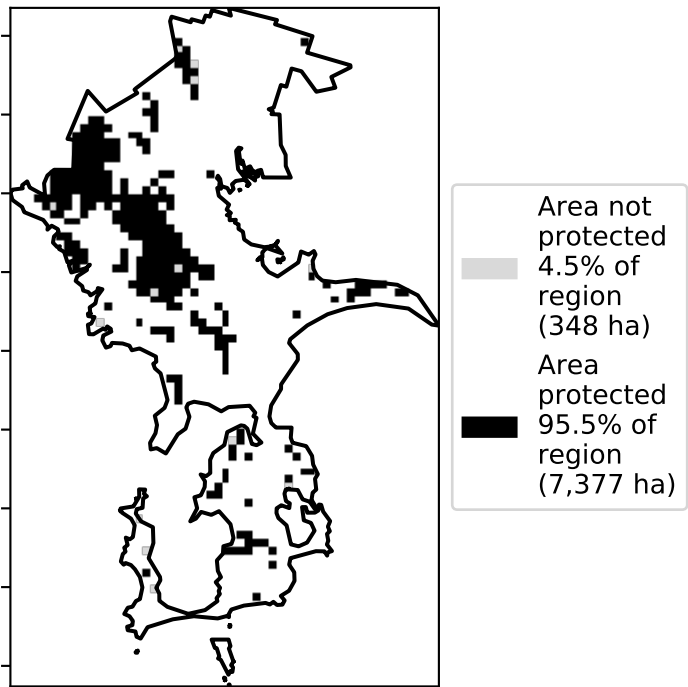 Area not
protected
4.5% of
region
(348 ha)
Area
protected
95.5% of
region
(7,377 ha)